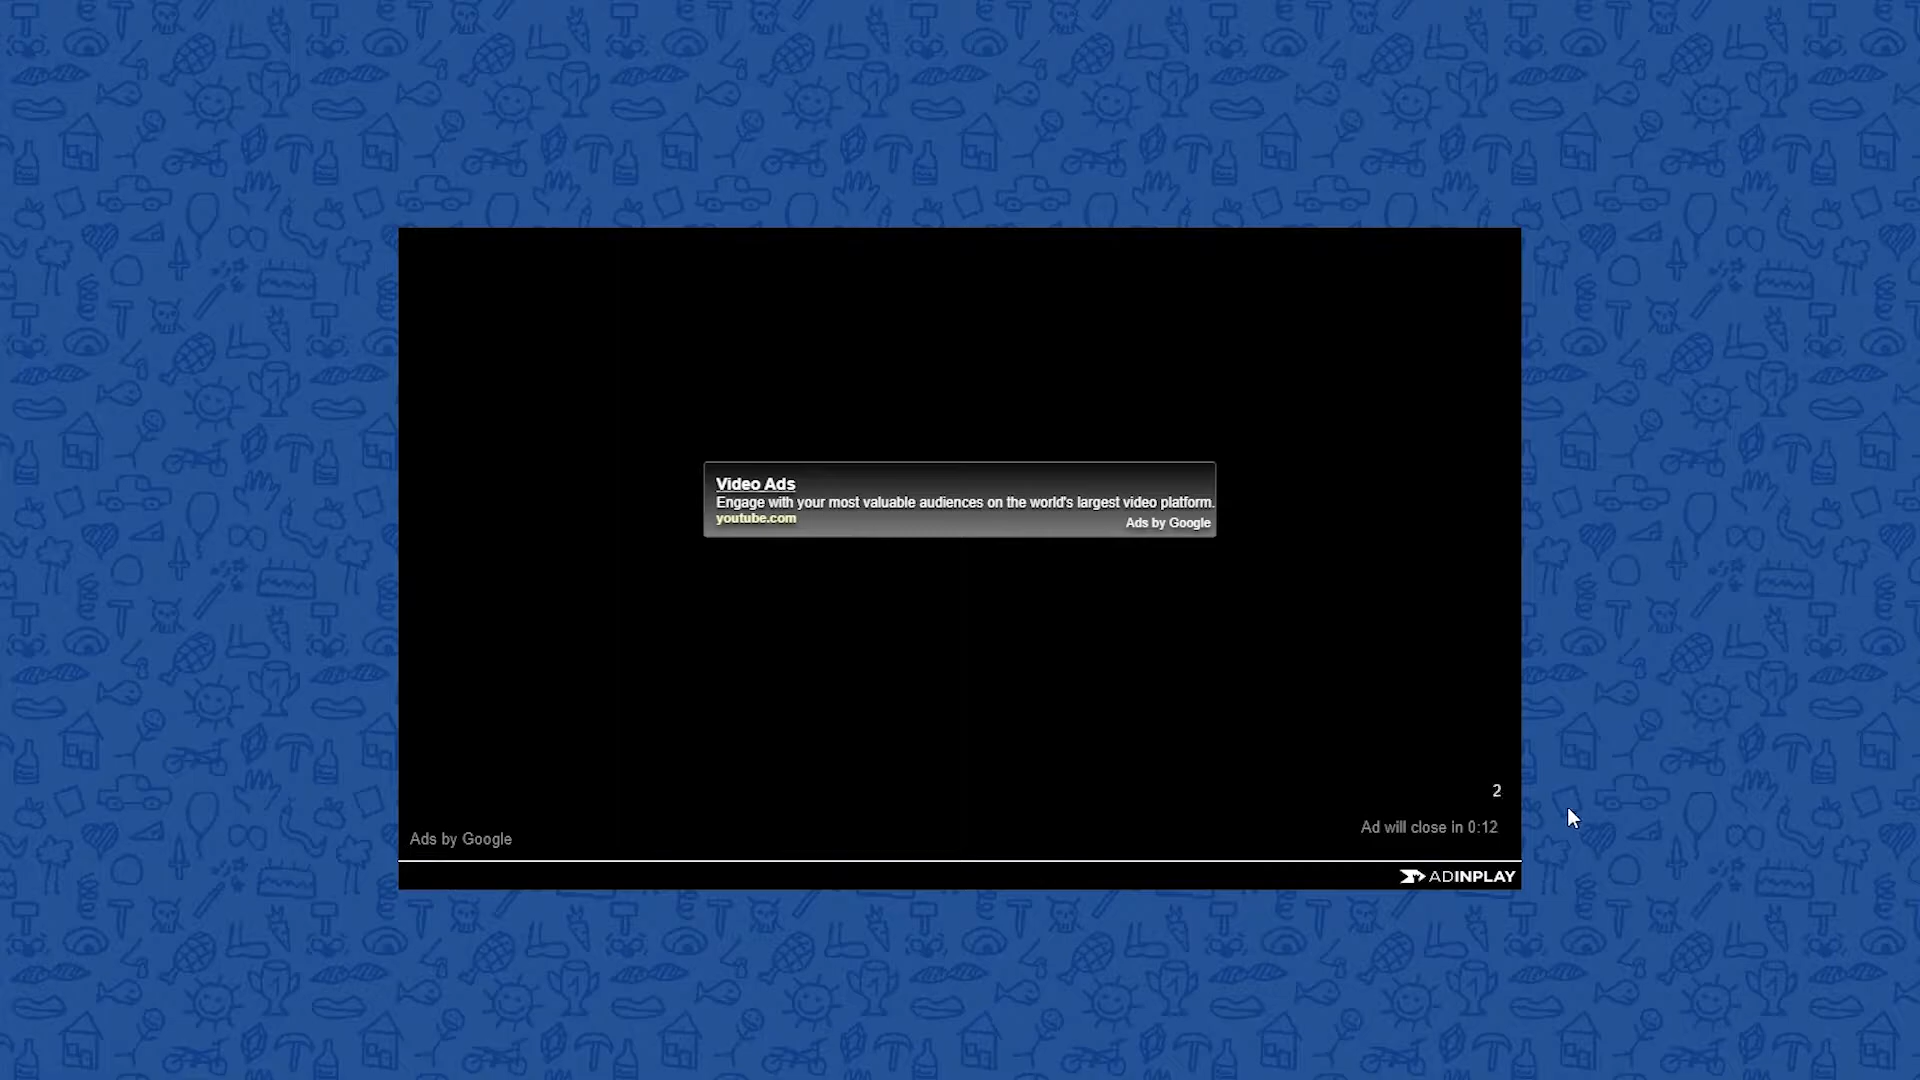 Video Ads
Engage with your most valuable audiences on the world's largest video platform.
youtube.com
Ads by Google
2
Ad will close in 0:12
Ads by Google
ADINPLAY